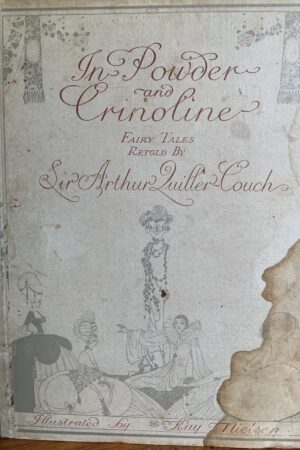 In Powder
and
Crinoline
FAIRY TALES
RETOLD BY
Sir Arthur Quiller-Couch
Illustrated by Kay Nielsen